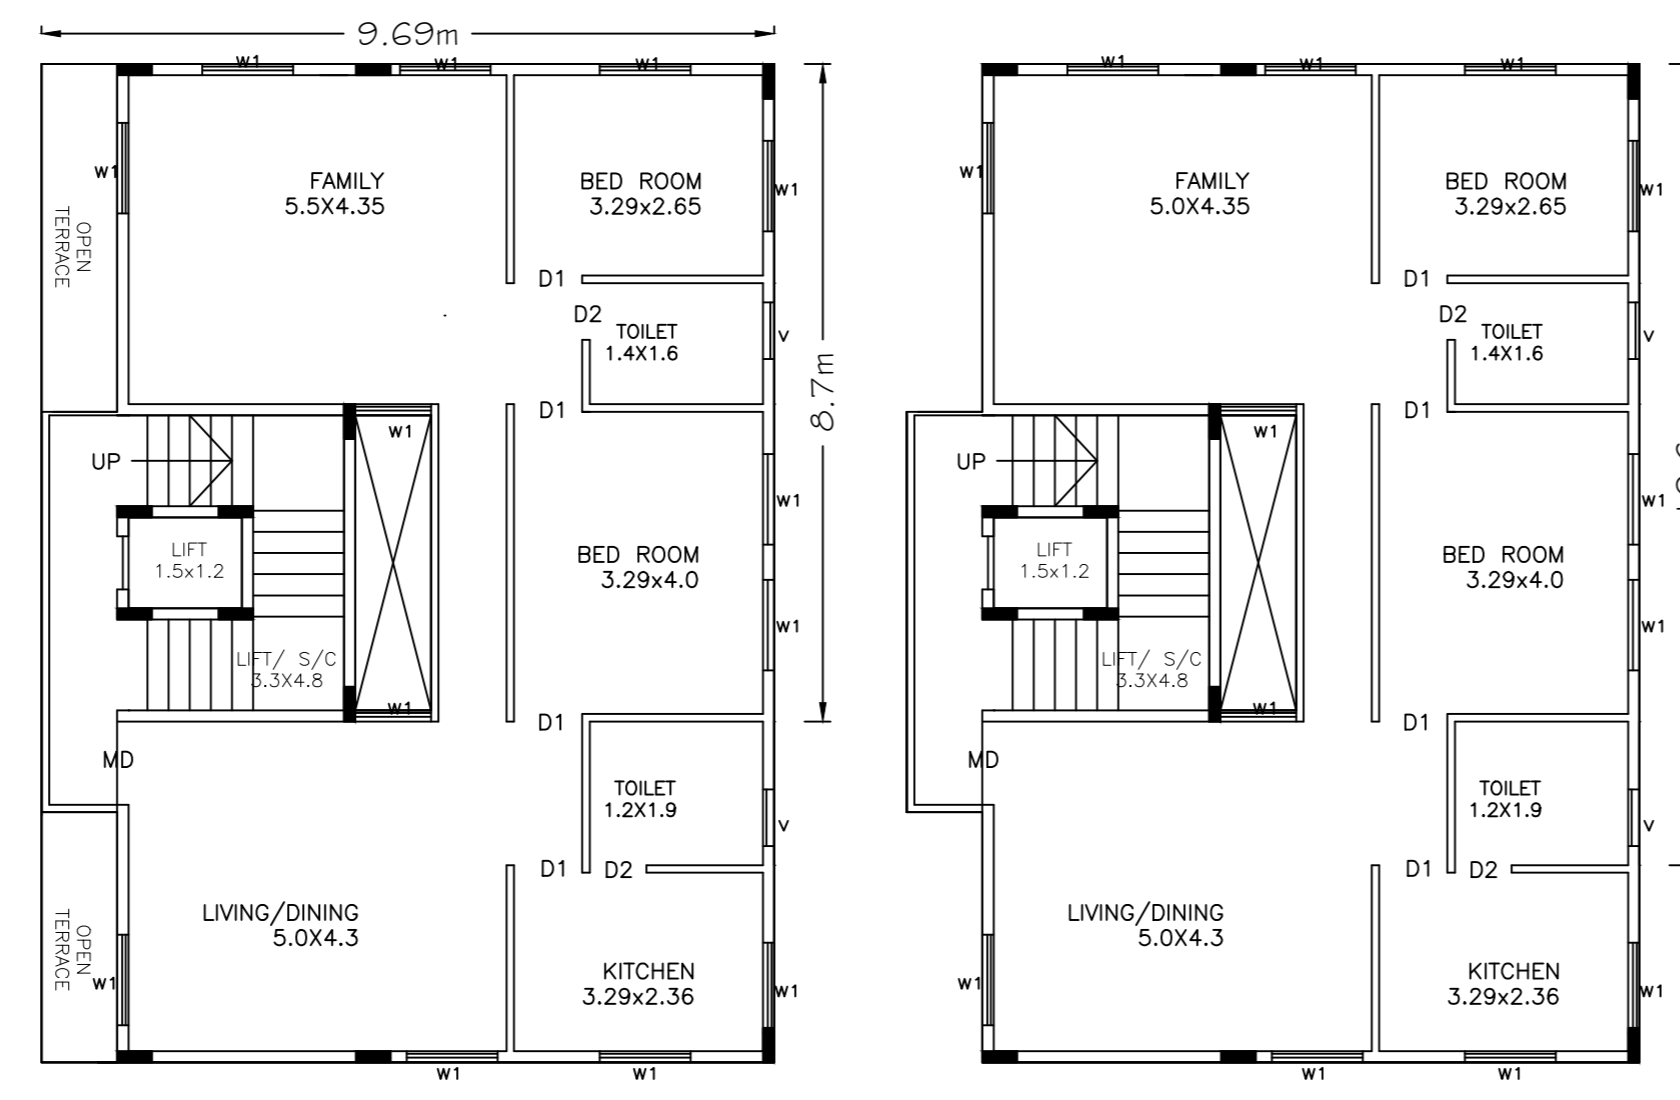 9.69m
W1
W1
W1
W1
OPEN
TERRACE
FAMILY
5.5X4.35
BED ROOM
3.29x2.65
W1
D1
D2
TOILET
1.4X1.6
V
8.7m
D1
W1
UP
W1
LIFT
1.5x1.2
BED ROOM
3.29x4.0
W1
LIFT/ S/C
3.3X4.8
W1
D1
MD
TOILET
1.2X1.9
V
D1
D2
LIVING/DINING
5.0X4.3
OPEN
TERRACE
W1
KITCHEN
3.29x2.36
W1
W1
W1
W1
W1
W1
W1
FAMILY
5.0X4.35
BED ROOM
3.29x2.65
W1
D1
D2
TOILET
1.4X1.6
V
D1
W1
UP
W1
LIFT
1.5x1.2
BED ROOM
3.29x4.0
W1
LIFT/ S/C
3.3X4.8
W1
D1
MD
TOILET
1.2X1.9
V
D1
D2
LIVING/DINING
5.0X4.3
W1
KITCHEN
3.29x2.36
W1
W1
W1